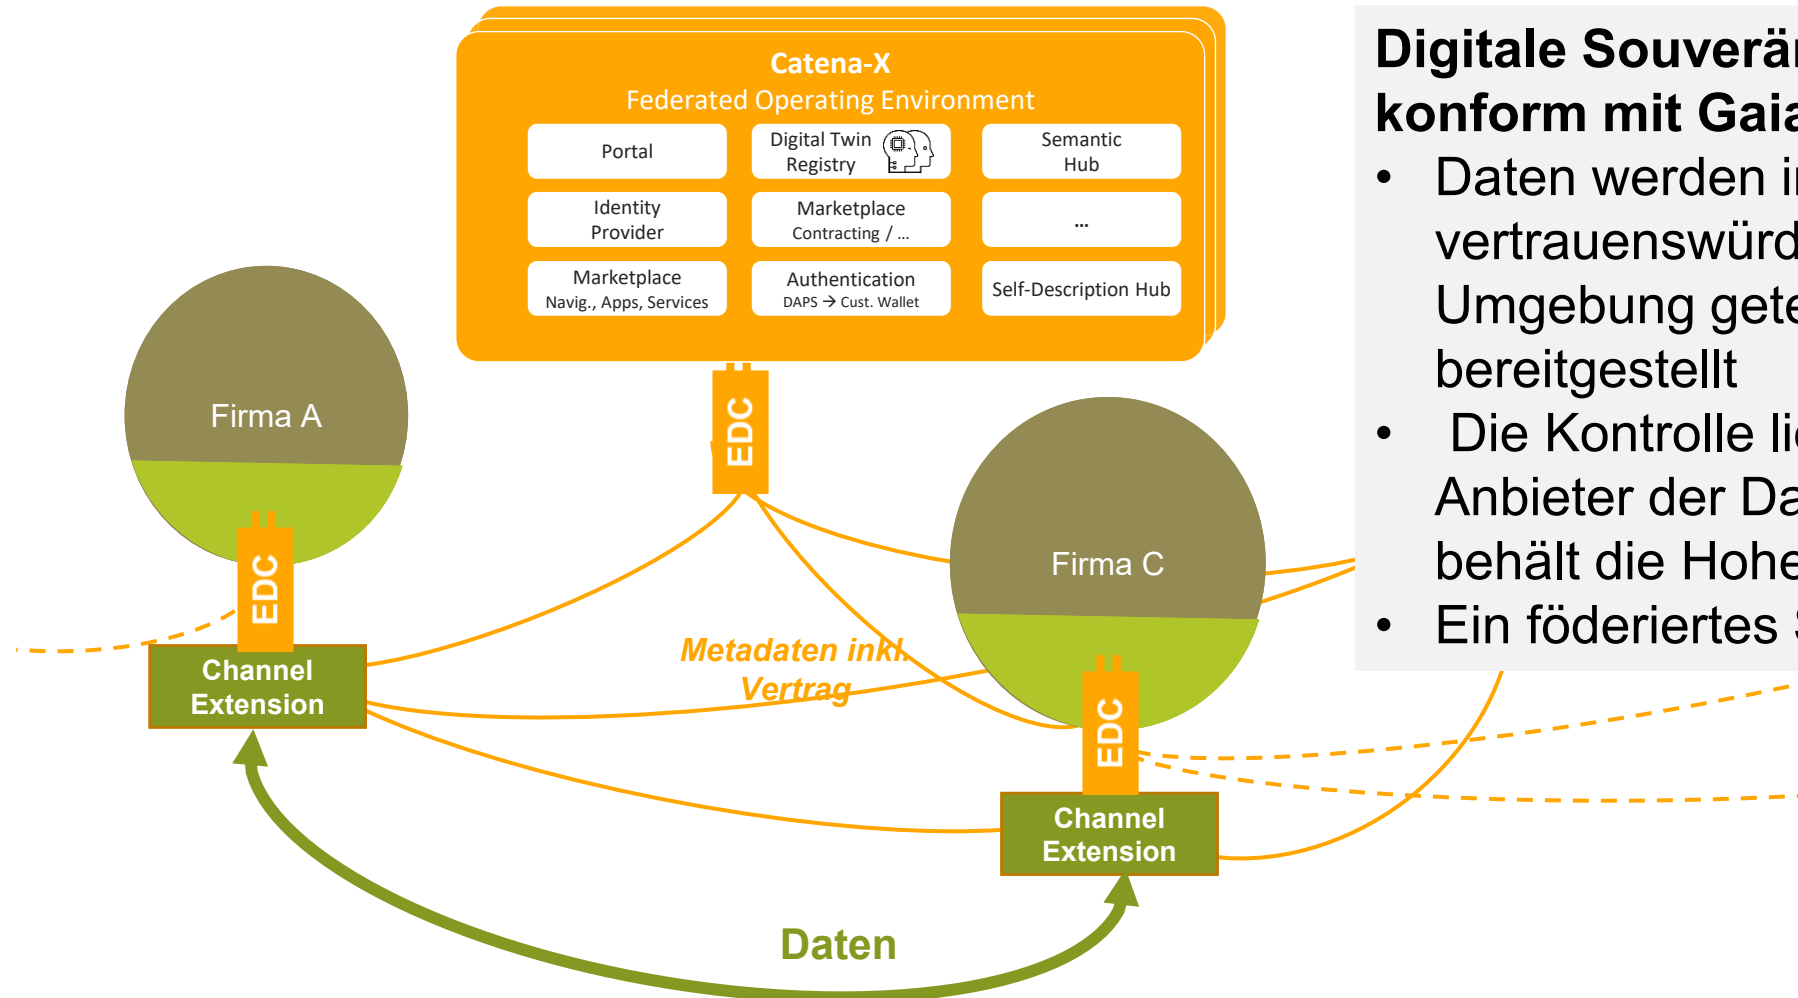 Catena-X
Federated Operating Environment
Portal
Digital Twin
Registry
Semantic
Hub
Identity
Provider
Marketplace
Contracting / ...
...
Marketplace
Navig., Apps, Services
Authentication
DAPS → Cust. Wallet
Self-Description Hub
EDC
Firma A
EDC
Channel
Extension
Metadaten inkl.
Vertrag
Firma C
EDC
Channel
Extension
Daten
Digitale Souverän
konform mit Gaia
• Daten werden in
vertrauenswürd
Umgebung gete
bereitgestellt
• Die Kontrolle lie
Anbieter der Da
behält die Hohe
• Ein föderiertes S